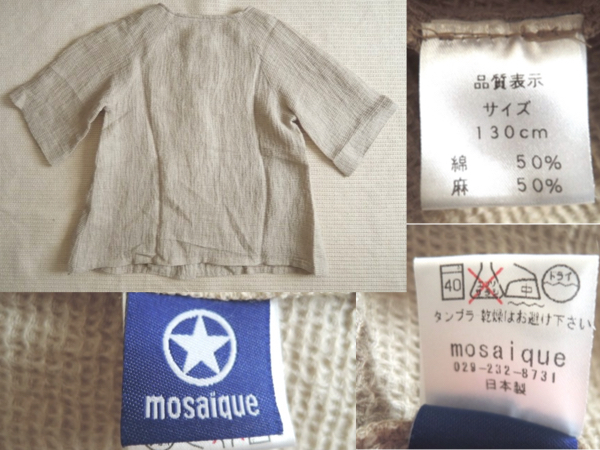 品質表示
サイズ
130cm
綿 50%
麻 50%
mosaique
40
中
ドライ
タンブラ-乾燥はお避け下さい
mosaique
029-232-8731
日本製